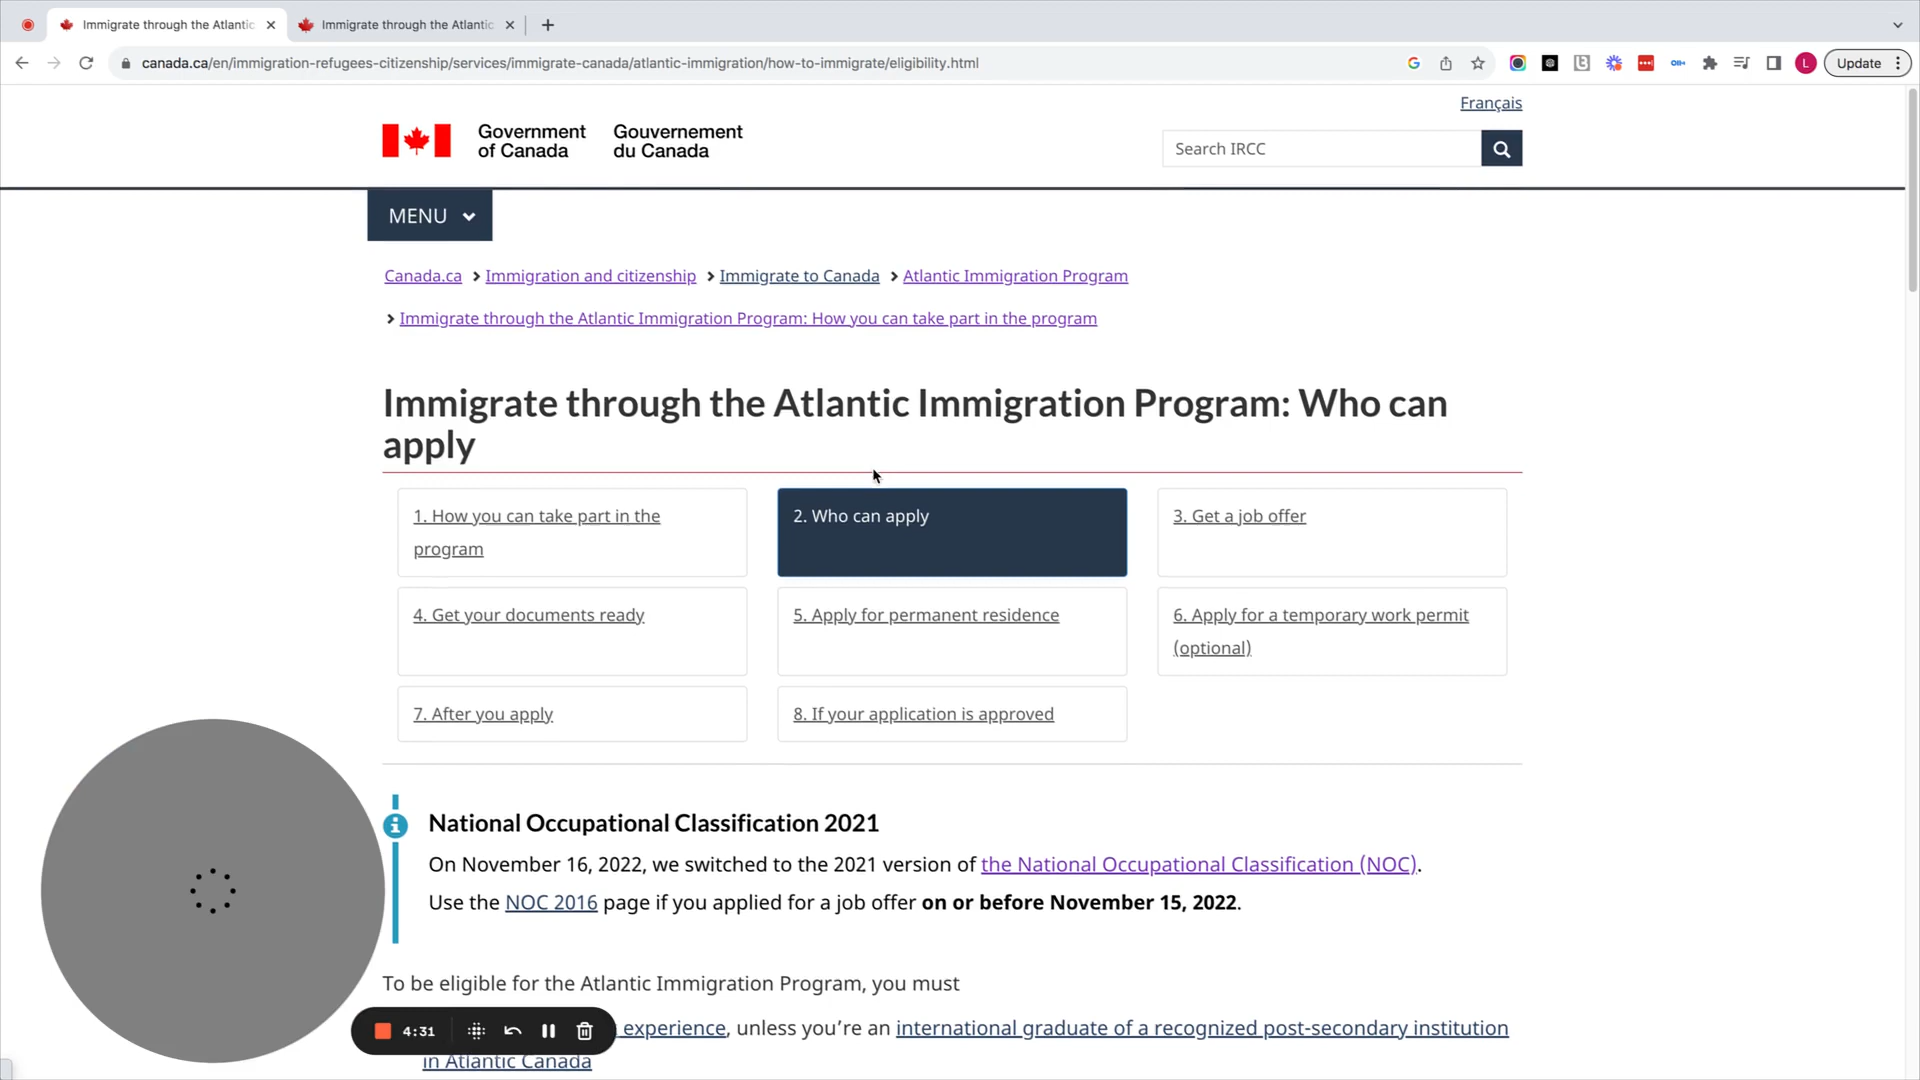 Immigrate through the Atlantic
Immigrate through the Atlantic
canada.ca/en/immigration-refugees-citizenship/services/immigrate-canada/atlantic-immigration/how-to-immigrate/eligibility.html
L
Update
Français
Government of Canada
Gouvernement du Canada
Search IRCC
MENU
Canada.ca > Immigration and citizenship > Immigrate to Canada > Atlantic Immigration Program
> Immigrate through the Atlantic Immigration Program: How you can take part in the program
Immigrate through the Atlantic Immigration Program: Who can
apply
1. How you can take part in the
program
2. Who can apply
3. Get a job offer
4. Get your documents ready
5. Apply for permanent residence
6. Apply for a temporary work permit
(optional)
7. After you apply
8. If your application is approved
National Occupational Classification 2021
On November 16, 2022, we switched to the 2021 version of the National Occupational Classification (NOC).
Use the NOC 2016 page if you applied for a job offer on or before November 15, 2022.
To be eligible for the Atlantic Immigration Program, you must
4:31
experience, unless you're an international graduate of a recognized post-secondary institution
in Atlantic Canada